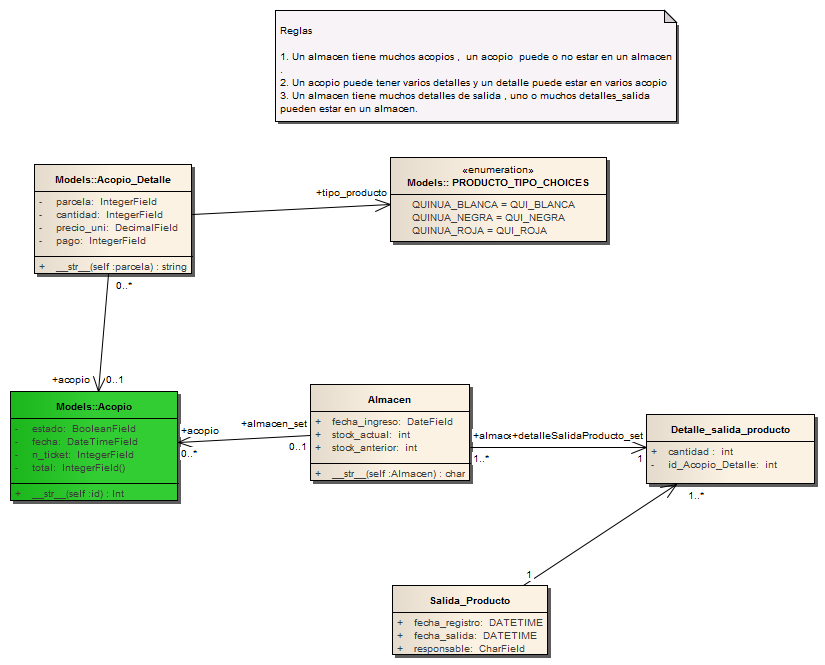 Reglas
1. Un almacen tiene muchos acopios , un acopio puede o no estar en un almacen
.
2. Un acopio puede tener varios detalles y un detalle puede estar en varios acopio
3. Un almacen tiene muchos detalles de salida , uno o muchos detalles_salida
pueden estar en un almacen.
Models::Acopio_Detalle
- parcela: IntegerField
- cantidad: IntegerField
- precio_uni: DecimalField
- pago: IntegerField
+ __str__(self :parcela) : string
+tipo_producto
«enumeration»
Models:: PRODUCTO_TIPO_CHOICES
QUINUA_BLANCA = QUI_BLANCA
QUINUA_NEGRA = QUI_NEGRA
QUINUA_ROJA = QUI_ROJA
0..*
+acopio
0..1
Models::Acopio
- estado: BooleanField
- fecha: DateTimeField
- n_ticket: IntegerField
- total: IntegerField()
+ __str__(self :id) : Int
+acopio
0..*
+almacen_set
0..1
Almacen
+ fecha_ingreso: DateField
+ stock_actual: int
+ stock_anterior: int
+ __str__(self :Almacen) : char
+almac+detalleSalidaProducto_set
1..*
1
Detalle_salida_producto
+ cantidad : int
- id_Acopio_Detalle: int
1..*
1
Salida_Producto
+ fecha_registro: DATETIME
+ fecha_salida: DATETIME
+ responsable: CharField